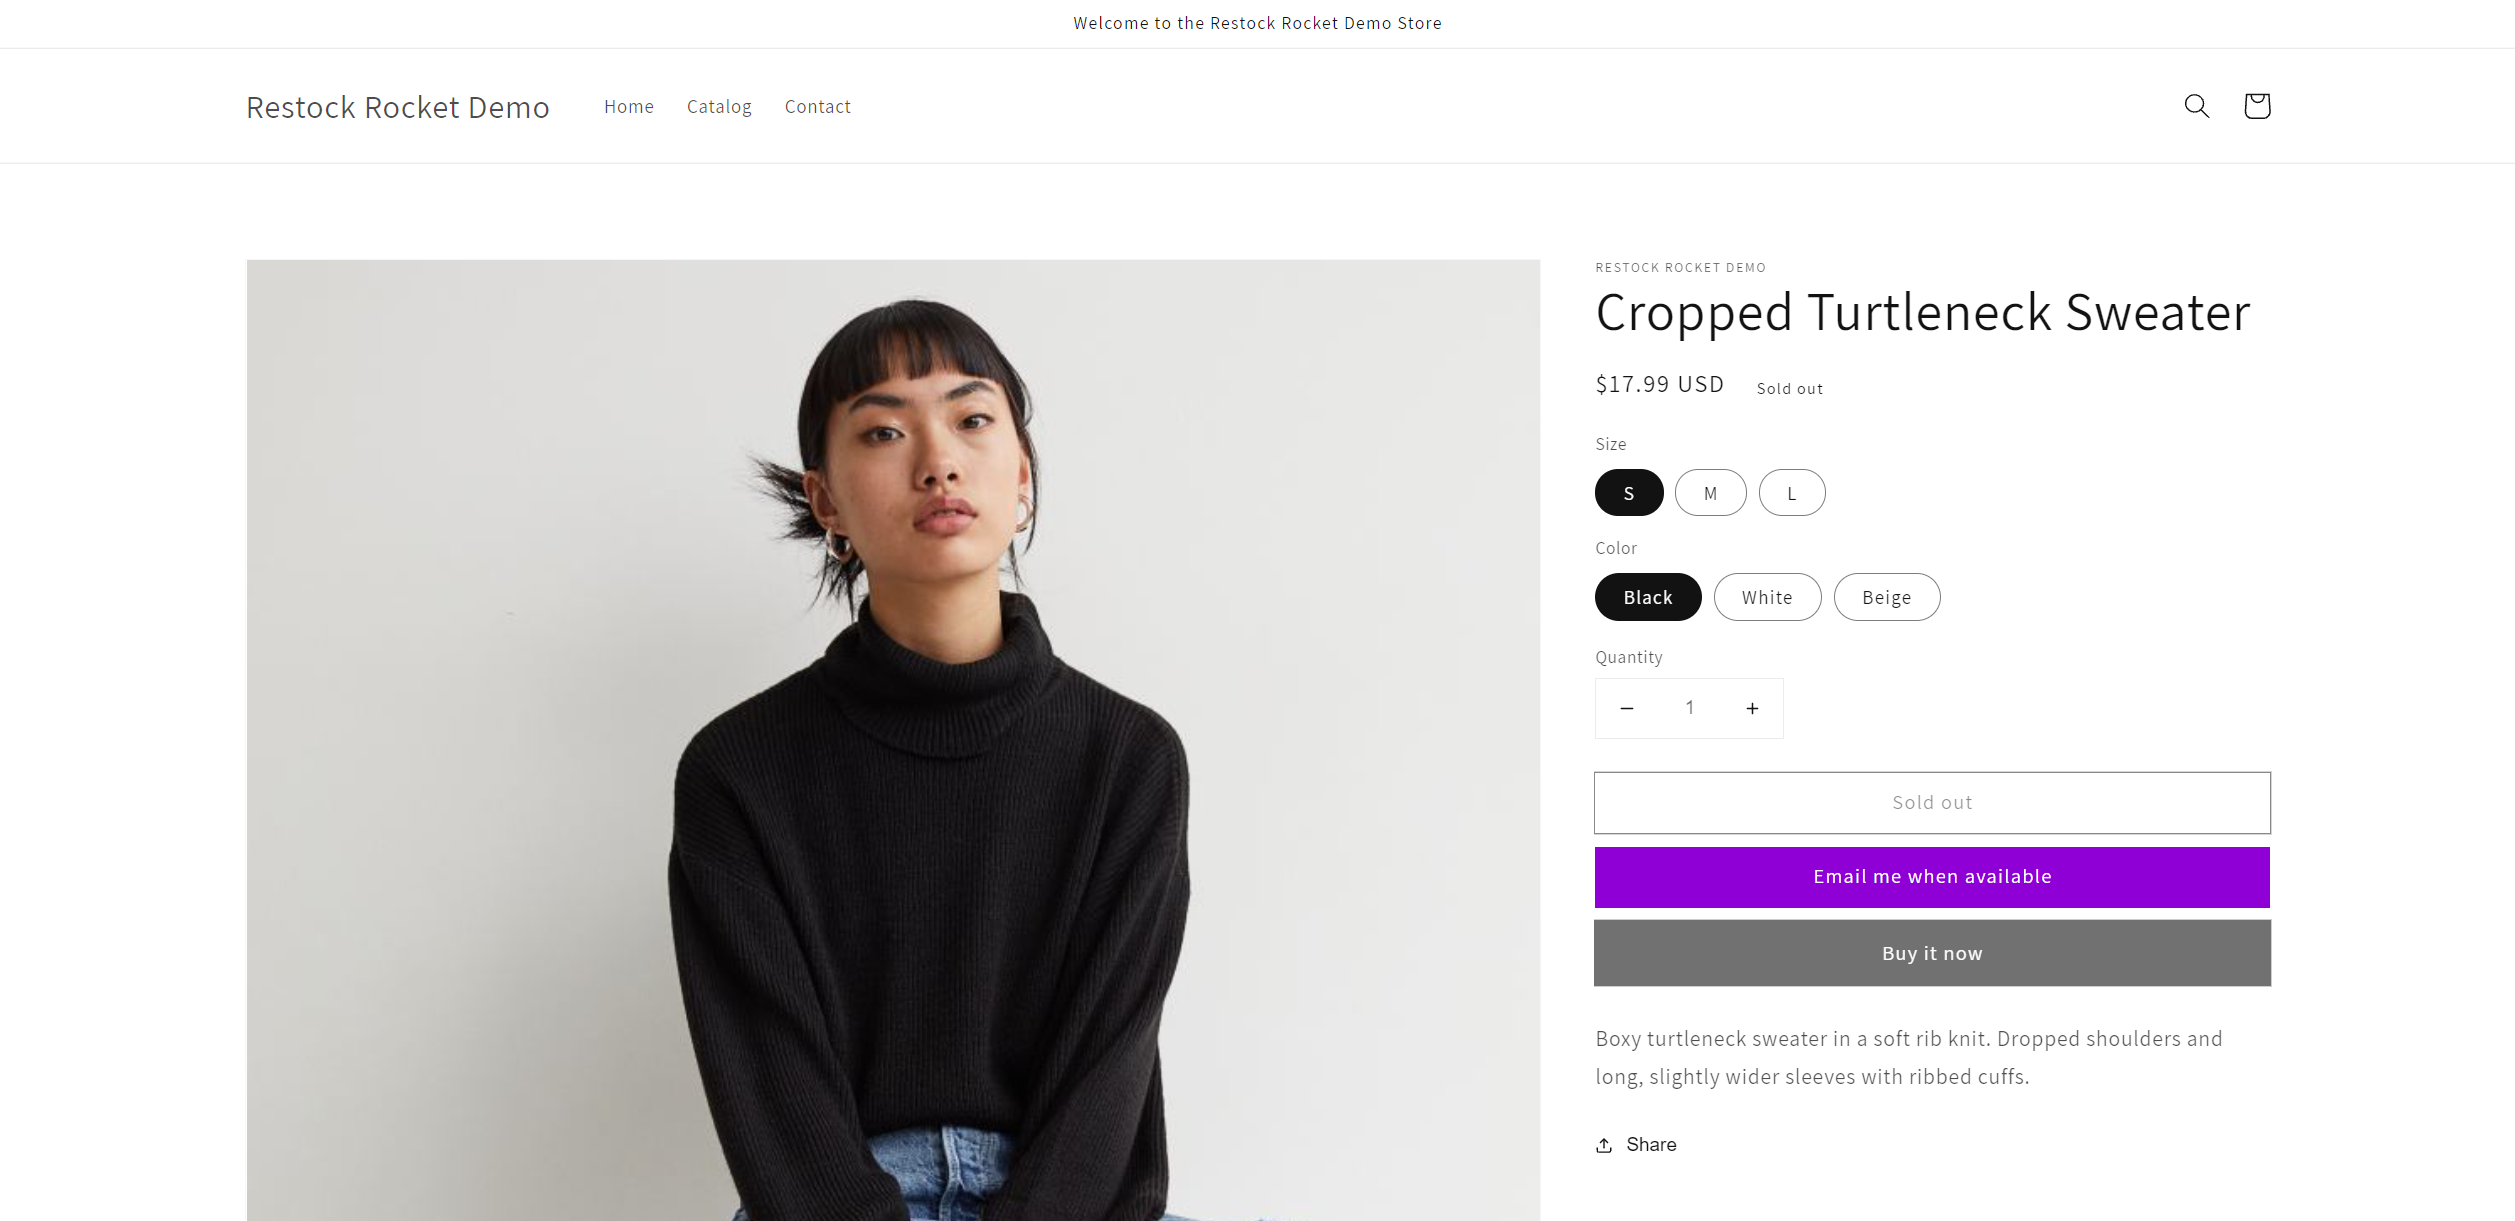 Welcome to the Restock Rocket Demo Store
Restock Rocket Demo
Home
Catalog
Contact
RESTOCK ROCKET DEMO
Cropped Turtleneck Sweater
$17.99 USD
Sold out
Size
S
M
L
Color
Black
White
Beige
Quantity
1
Sold out
Email me when available
Buy it now
Boxy turtleneck sweater in a soft rib knit. Dropped shoulders and
long, slightly wider sleeves with ribbed cuffs.
Share